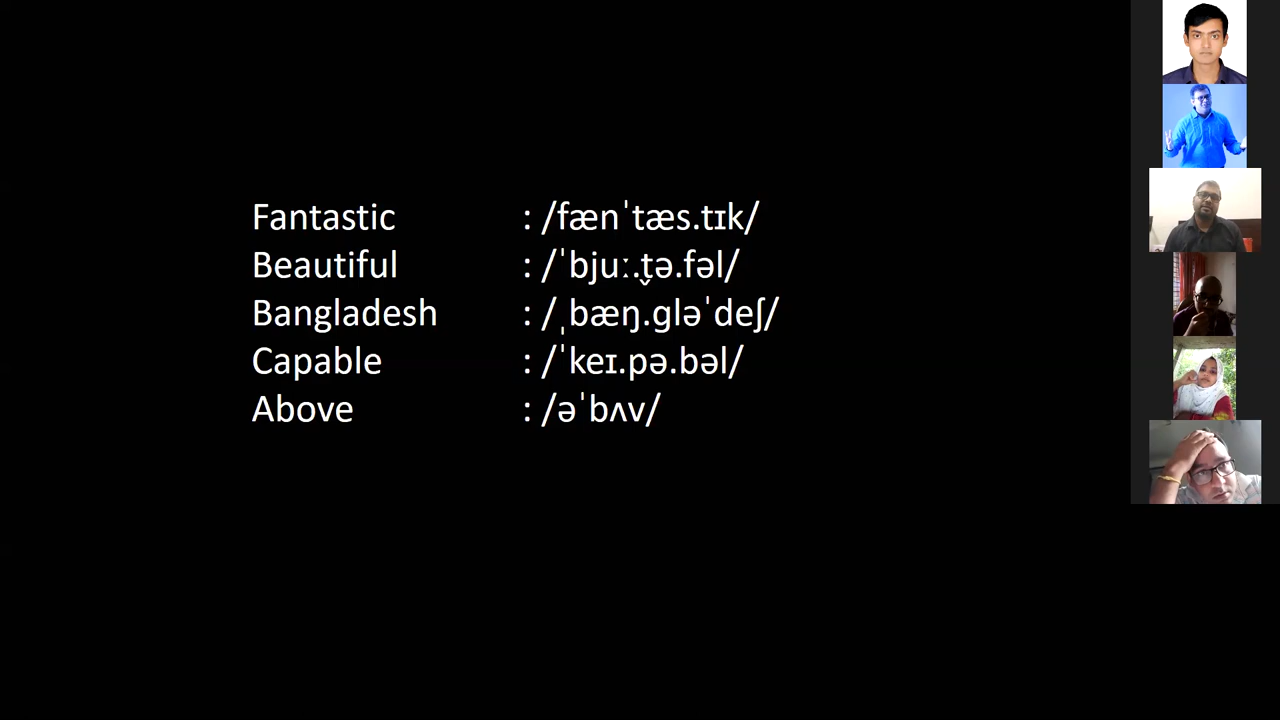 Fantastic : /fænˈtæs.tɪk/
Beautiful : /ˈbjuː.t̬ə.fəl/
Bangladesh : /ˌbæŋ.ɡləˈdeʃ/
Capable : /ˈkeɪ.pə.bəl/
Above : /əˈbʌv/